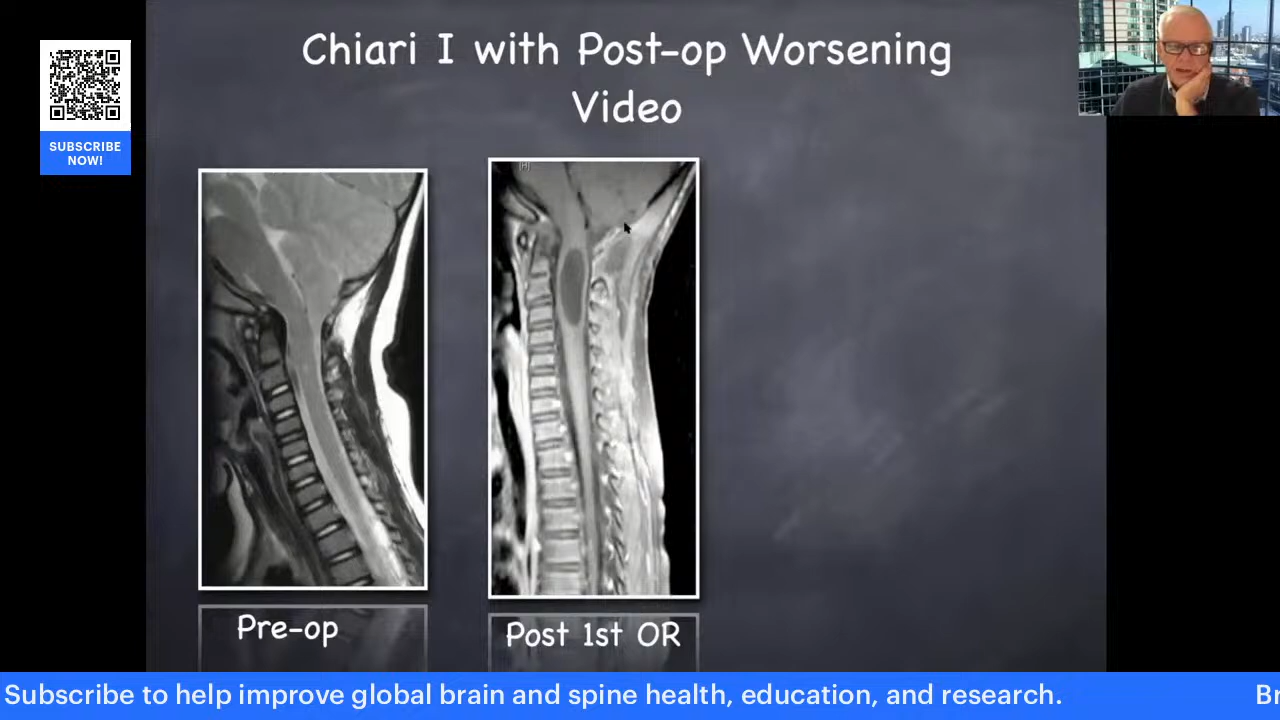 Chiari I with Post-op Worsening
Video
SUBSCRIBE
NOW!
[H]
Pre-op
Post 1st OR
Subscribe to help improve global brain and spine health, education, and research.
Br